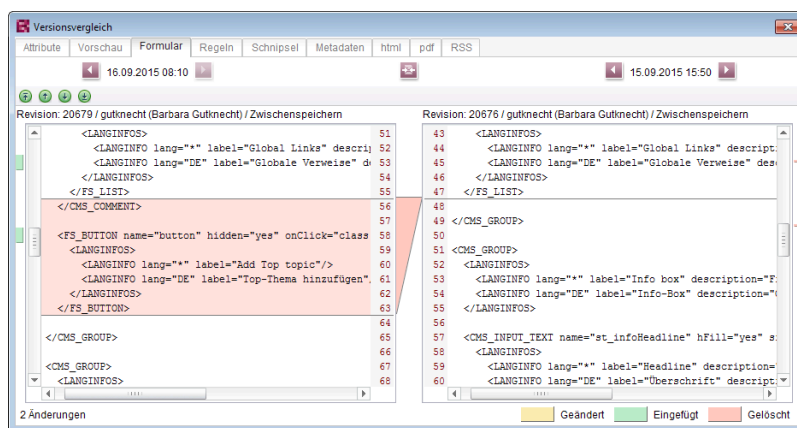 Versionsvergleich
Attribute Vorschau Formular Regeln Schnipsel Metadaten html pdf RSS
16.09.2015 08:10 15.09.2015 15:50
Revision: 20679 / gutknecht (Barbara Gutknecht) / Zwischenspeichern
<LANGINFOS> 51
<LANGINFO lang="*" label="Global Links" descrip 52
<LANGINFO lang="DE" label="Globale Verweise" de 53
</LANGINFOS> 54
</FS_LIST> 55
</CMS_COMMENT> 56
57
<FS_BUTTON name="button" hidden="yes" onClick="class 58
<LANGINFOS> 59
<LANGINFO lang="*" label="Add Top topic"/> 60
<LANGINFO lang="DE" label="Top-Thema hinzufügen" 61
</LANGINFOS> 62
</FS_BUTTON> 63
64
</CMS_GROUP> 65
66
<CMS_GROUP> 67
<LANGINFOS> 68
Revision: 20676 / gutknecht (Barbara Gutknecht) / Zwischenspeichern
43 <LANGINFOS>
44 <LANGINFO lang="*" label="Global Links" descript
45 <LANGINFO lang="DE" label="Globale Verweise" des
46 </LANGINFOS>
47 </FS_LIST>
48
49 </CMS_GROUP>
50
51 <CMS_GROUP>
52 <LANGINFOS>
53 <LANGINFO lang="*" label="Info box" description="F
54 <LANGINFO lang="DE" label="Info-Box" description="
55 </LANGINFOS>
56
57 <CMS_INPUT_TEXT name="st_infoHeadline" hFill="yes" s
58 <LANGINFOS>
59 <LANGINFO lang="*" label="Headline" description=
60 <LANGINFO lang="DE" label="Überschrift" descript
2 Änderungen Geändert Eingefügt Gelöscht